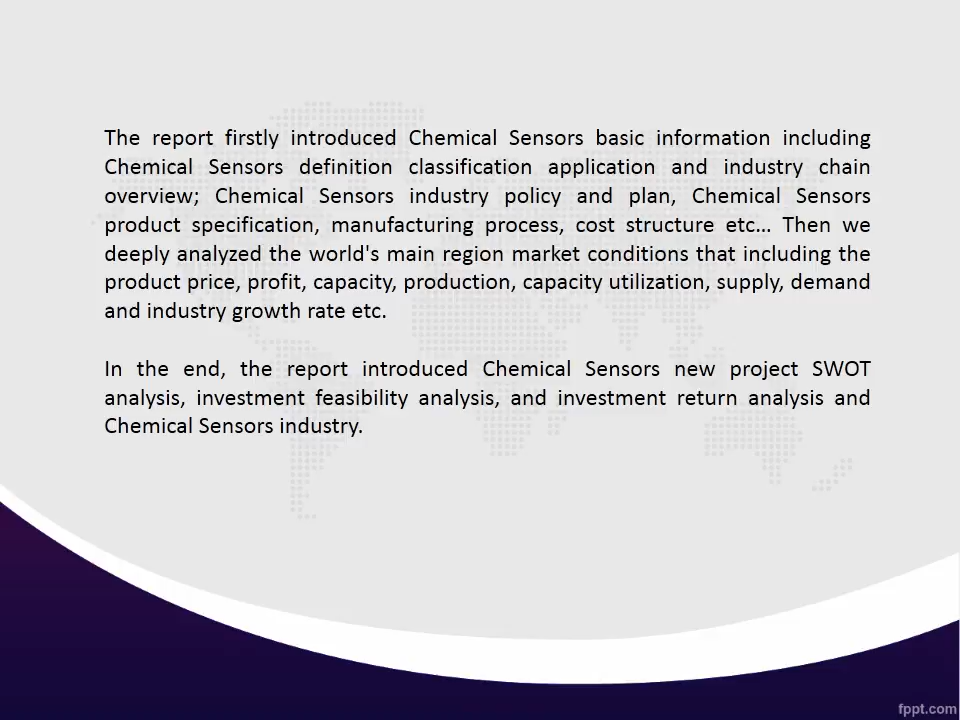 The report firstly introduced Chemical Sensors basic information including
Chemical Sensors definition classification application and industry chain
overview; Chemical Sensors industry policy and plan, Chemical Sensors
product specification, manufacturing process, cost structure etc… Then we
deeply analyzed the world's main region market conditions that including the
product price, profit, capacity, production, capacity utilization, supply, demand
and industry growth rate etc.
In the end, the report introduced Chemical Sensors new project SWOT
analysis, investment feasibility analysis, and investment return analysis and
Chemical Sensors industry.
fppt.com